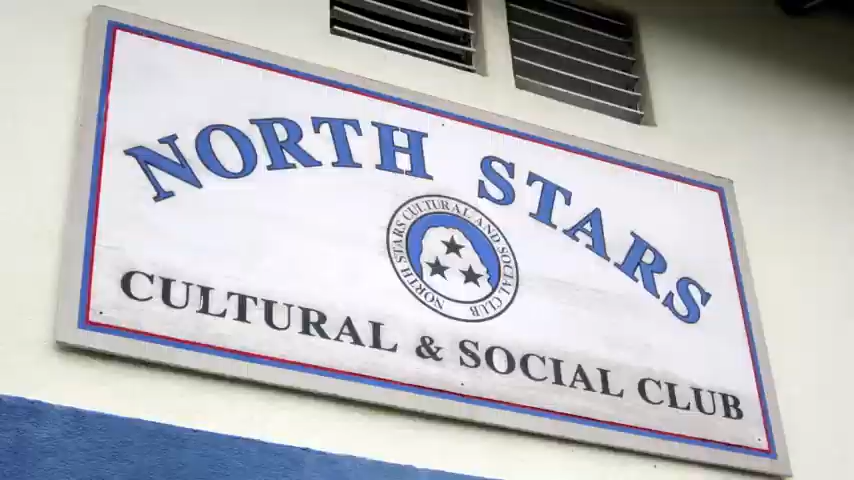 NORTH STARS
NORTH STARS CULTURAL AND SOCIAL CLUB
CULTURAL & SOCIAL CLUB